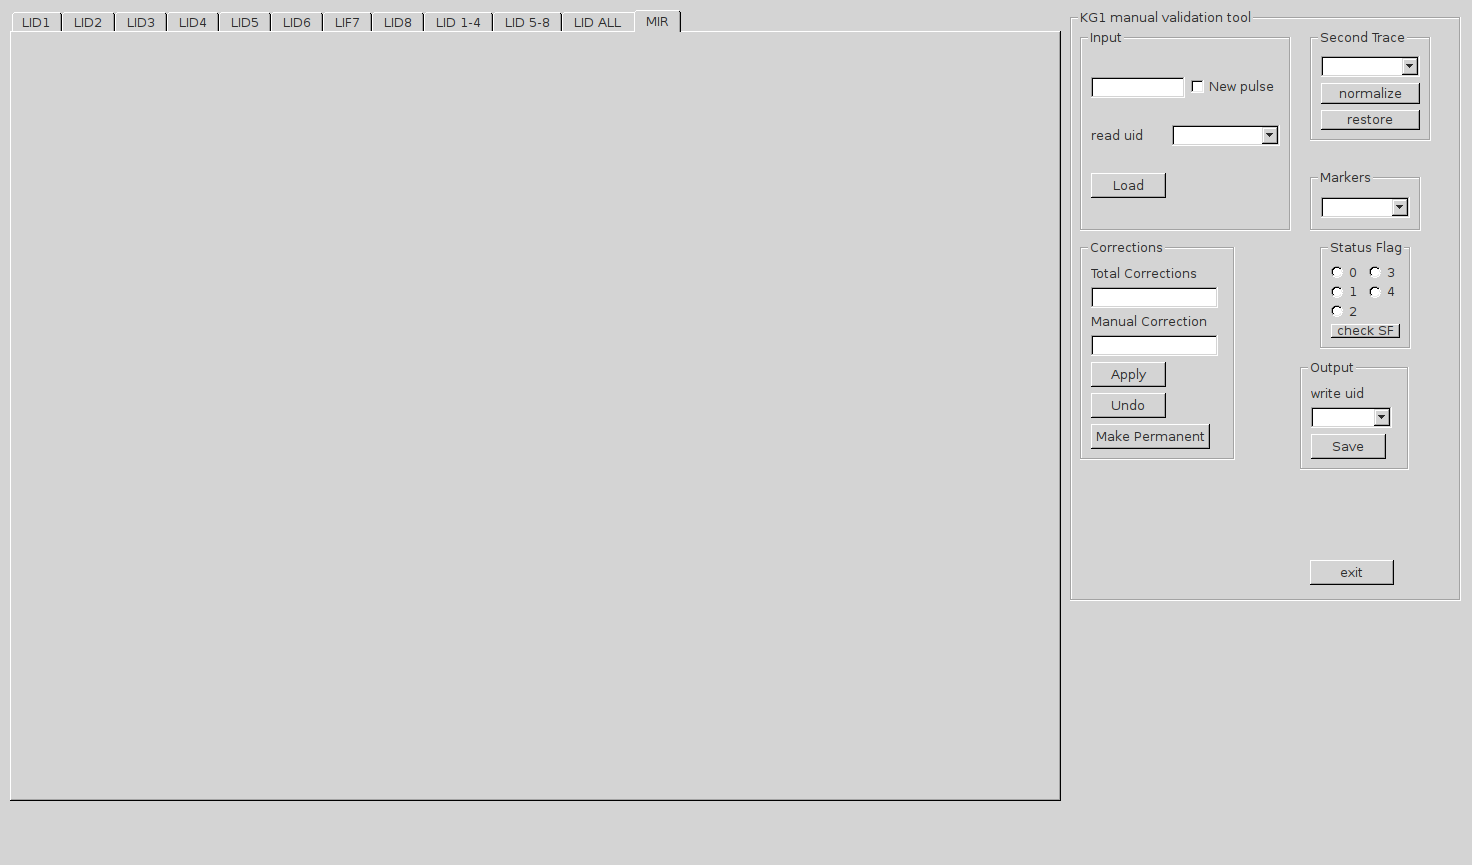 LID1 LID2 LID3 LID4 LID5 LID6 LIF7 LID8 LID 1-4 LID 5-8 LID ALL MIR
KG1 manual validation tool
Input
New pulse
read uid
Load
Second Trace
normalize
restore
Markers
Corrections
Total Corrections
Manual Correction
Apply
Undo
Make Permanent
Status Flag
0 3
1 4
2
check SF
Output
write uid
Save
exit